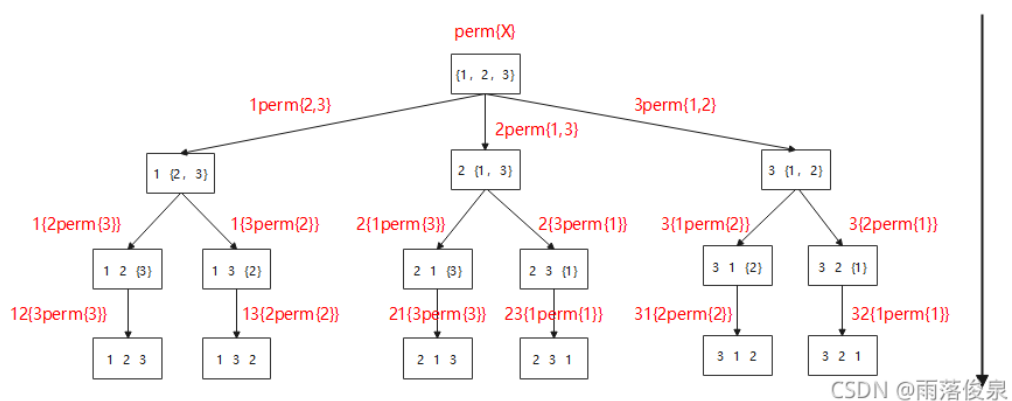 perm{X}
{1, 2, 3}
1perm{2,3}
2perm{1,3}
3perm{1,2}
1 {2, 3}
2 {1, 3}
3 {1, 2}
1{2perm{3}}
1{3perm{2}}
2{1perm{3}}
2{3perm{1}}
3{1perm{2}}
3{2perm{1}}
1 2 {3}
1 3 {2}
2 1 {3}
2 3 {1}
3 1 {2}
3 2 {1}
12{3perm{3}}
13{2perm{2}}
21{3perm{3}}
23{1perm{1}}
31{2perm{2}}
32{1perm{1}}
1 2 3
1 3 2
2 1 3
2 3 1
3 1 2
3 2 1
CSDN @雨落俊泉